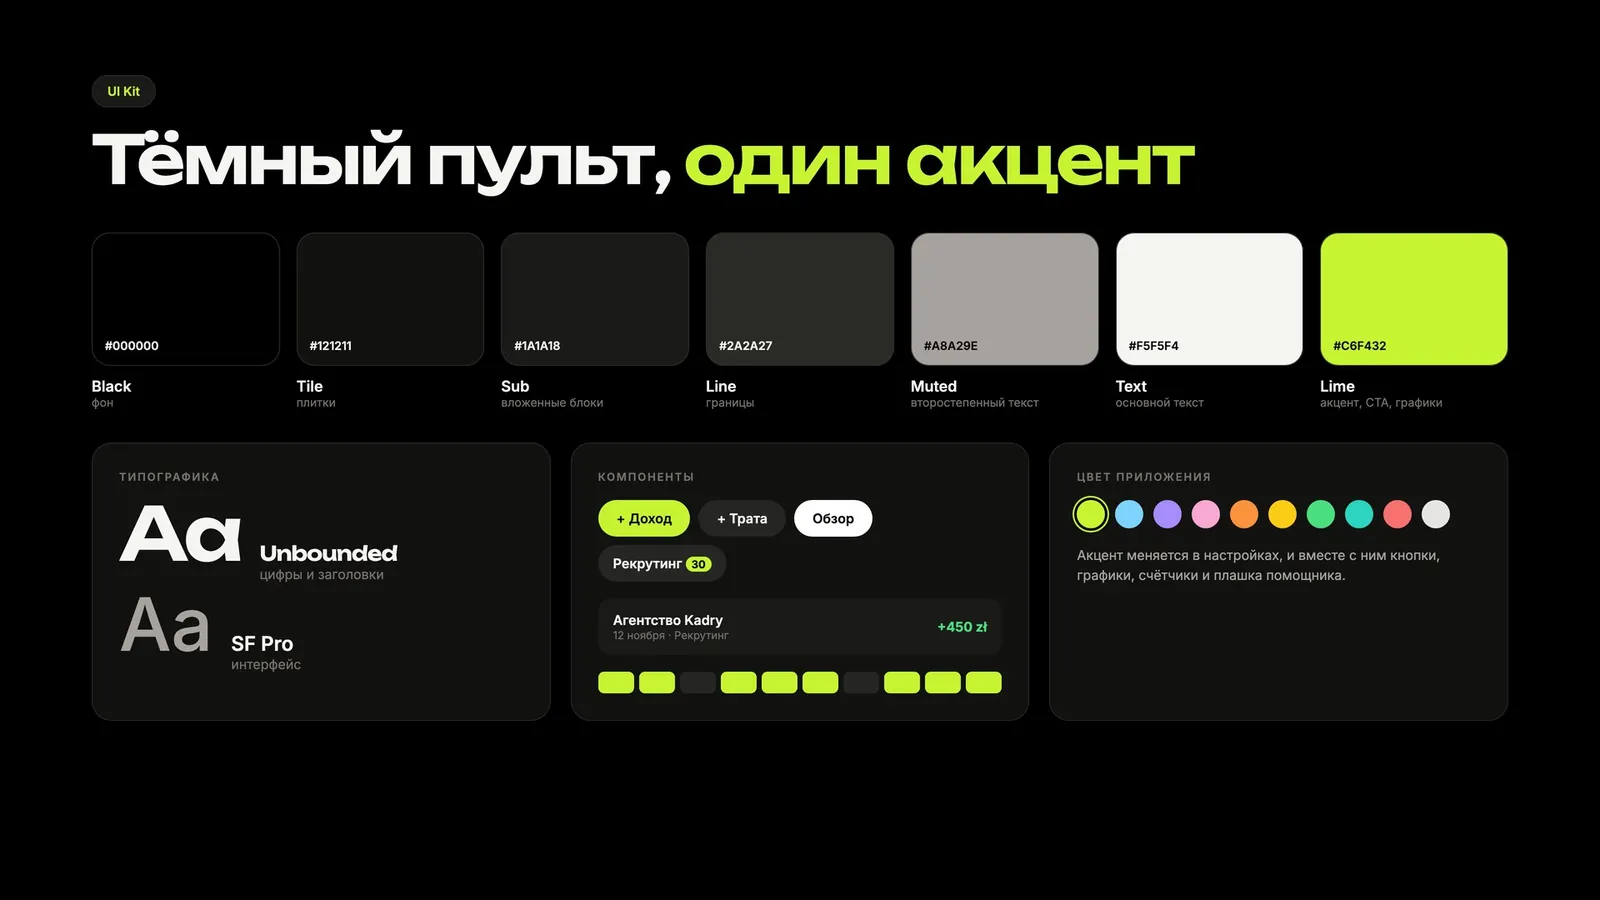 UI Kit
Тёмный пульт, один акцент
#000000
#121211
#1A1A18
#2A2A27
#A8A29E
#F5F5F4
#C6F432
Black
Tile
Sub
Line
Muted
Text
Lime
фон
плитки
вложенные блоки
границы
второстепенный текст
основной текст
акцент, CTA, графики
ТИПОГРАФИКА
Aa
Unbounded
цифры и заголовки
Aa
SF Pro
интерфейс
КОМПОНЕНТЫ
+ Доход
+ Трата
Обзор
Рекрутинг 30
Агентство Kadry
12 ноября · Рекрутинг
+450 zł
ЦВЕТ ПРИЛОЖЕНИЯ
Акцент меняется в настройках, и вместе с ним кнопки,
графики, счётчики и плашка помощника.